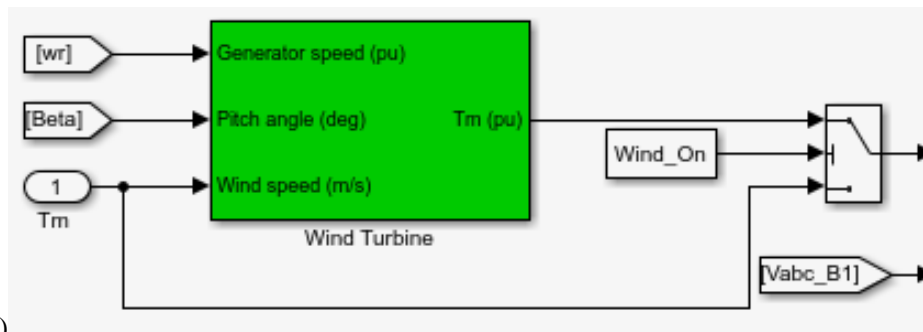 [wr]
Generator speed (pu)
[Beta]
Pitch angle (deg)
Tm (pu)
Wind_On
1
Wind speed (m/s)
Tm
Wind Turbine
[Vabc_B1]
)